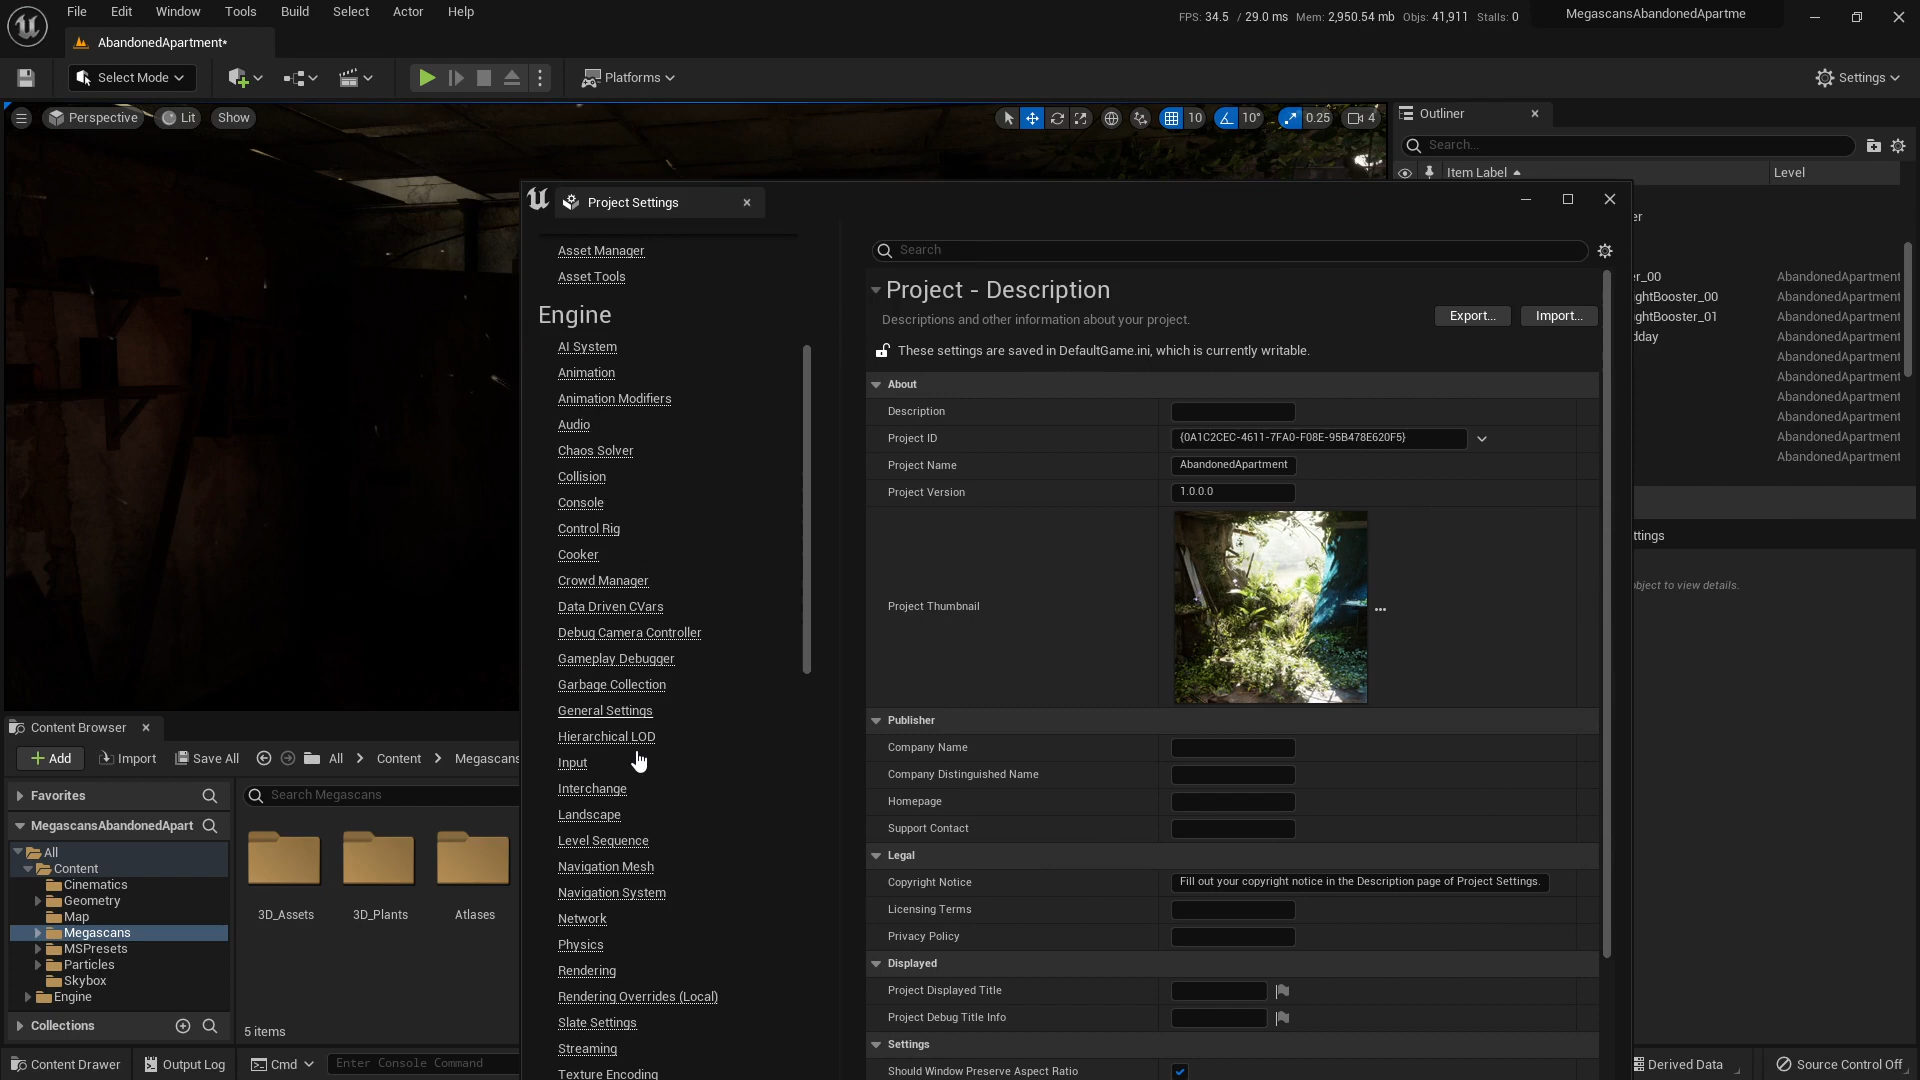 File Edit Window Tools Build Select Actor Help
FPS: 34.5 / 29.0 ms Mem: 2,950.54 mb Objs: 41,911 Stalls: 0
MegascansAbandonedApartme
AbandonedApartment*
Select Mode
Platforms
Settings
Perspective
Lit
Show
10
10°
0.25
4
Outliner
Search...
Item Label
Level
er
r_00 AbandonedApartment
ghtBooster_00 AbandonedApartment
ghtBooster_01 AbandonedApartment
dday AbandonedApartment
AbandonedApartment
AbandonedApartment
AbandonedApartment
AbandonedApartment
AbandonedApartment
AbandonedApartment
ttings
object to view details.
Project Settings
Asset Manager
Asset Tools
Engine
AI System
Animation
Animation Modifiers
Audio
Chaos Solver
Collision
Console
Control Rig
Cooker
Crowd Manager
Data Driven CVars
Debug Camera Controller
Gameplay Debugger
Garbage Collection
General Settings
Hierarchical LOD
Input
Interchange
Landscape
Level Sequence
Navigation Mesh
Navigation System
Network
Physics
Rendering
Rendering Overrides (Local)
Slate Settings
Streaming
Texture Encoding
Search
Project - Description
Descriptions and other information about your project.
Export...
Import...
These settings are saved in DefaultGame.ini, which is currently writable.
About
Description
Project ID {0A1C2CEC-4611-7FA0-F08E-95B478E620F5}
Project Name AbandonedApartment
Project Version 1.0.0.0
Project Thumbnail
Publisher
Company Name
Company Distinguished Name
Homepage
Support Contact
Legal
Copyright Notice Fill out your copyright notice in the Description page of Project Settings.
Licensing Terms
Privacy Policy
Displayed
Project Displayed Title
Project Debug Title Info
Settings
Should Window Preserve Aspect Ratio
Content Browser
Add
Import
Save All
All
Content
Megascans
Favorites
MegascansAbandonedApart
All
Content
Cinematics
Geometry
Map
Megascans
MSPresets
Particles
Skybox
Engine
Collections
Search Megascans
3D_Assets
3D_Plants
Atlases
5 items
Content Drawer
Output Log
Cmd
Enter Console Command
Derived Data
Source Control Off